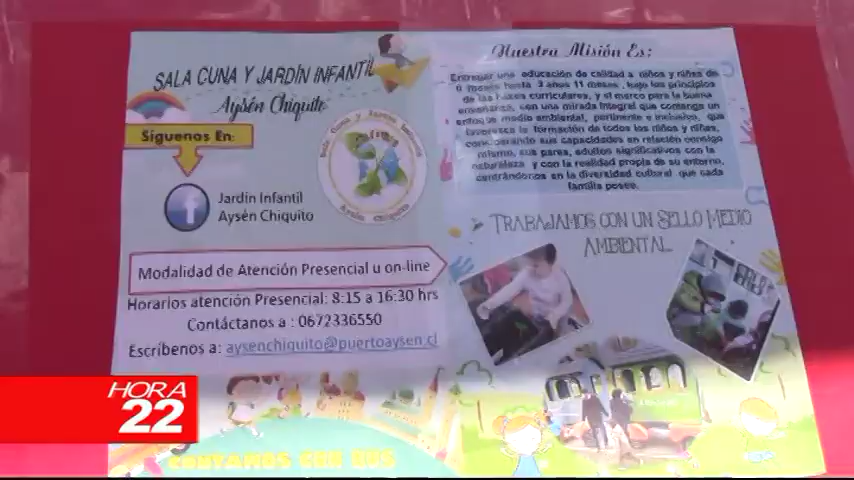 SALA CUNA Y JARDÍN INFANTIL
Aysén Chiquito
Síguenos En:
Jardín Infantil
Aysén Chiquito
Modalidad de Atención Presencial u on-line
Horarios atención Presencial: 8:15 a 16:30 hrs
Contáctanos a : 0672336550
Escríbenos a: aysenchiquito@puertoaysen.cl
CONTAMOS CON BUS
Nuestra Misión Es:
Entregar una educación de calidad a niños y niñas de
0 meses hasta 3 años 11 meses, bajo los principios
de las bases curriculares, y el marco para la buena
enseñanza, con una mirada integral que contenga un
enfoque medio ambiental, pertinente e inclusivo, que
favorezca la formación de todos los niños y niñas,
considerando sus capacidades en relación consigo
mismo, sus pares, adultos significativos con la
naturaleza y con la realidad propia de su entorno,
centrándonos en la diversidad cultural que cada
familia posee.
TRABAJAMOS CON UN SELLO MEDIO
AMBIENTAL
HORA
22